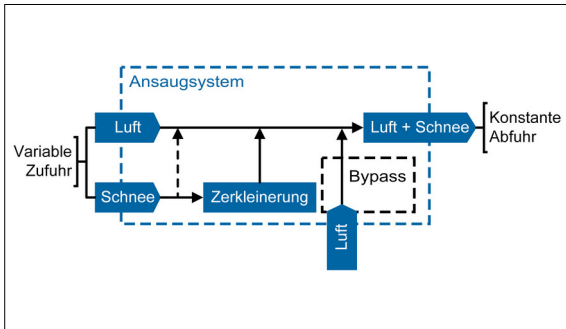 Ansaugsystem
Luft
Luft + Schnee
Konstante
Abfuhr
Variable
Zufuhr
Bypass
Schnee
Zerkleinerung
Luft